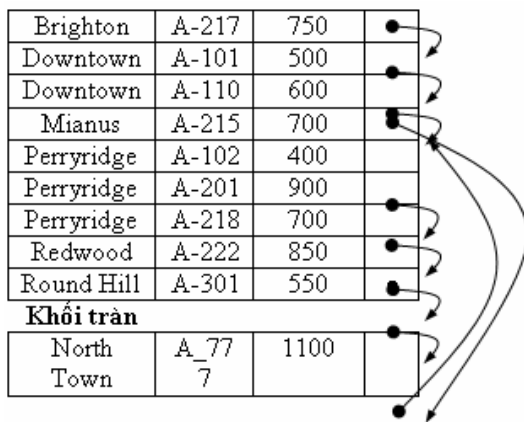 Brighton A-217 750
Downtown A-101 500
Downtown A-110 600
Mianus A-215 700
Perryridge A-102 400
Perryridge A-201 900
Perryridge A-218 700
Redwood A-222 850
Round Hill A-301 550
Khối tràn
North A_77 1100
Town 7